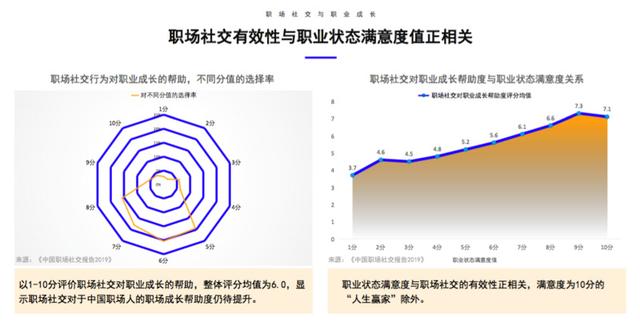 职场社交与职业成长
职场社交有效性与职业状态满意度值正相关
职场社交行为对职业成长的帮助，不同分值的选择率
对不同分值的选择率
1分
2分
3分
4分
5分
6分
7分
8分
9分
10分
0%
来源：《中国职场社交报告2019》
以1-10分评价职场社交对职业成长的帮助，整体评分均值为6.0，显
示职场社交对于中国职场人的职场成长帮助度仍待提升。
职场社交对职业成长帮助度与职业状态满意度关系
职场社交对职业成长帮助度评分均值
8
7
6
5
4
3
2
1
0
3.7
4.6
4.5
4.8
5.2
5.6
6.1
6.6
7.3
7.1
1分 2分 3分 4分 5分 6分 7分 8分 9分 10分
来源：《中国职场社交报告2019》
职业状态满意度值
职业状态满意度与职场社交的有效性正相关，满意度为10分的
“人生赢家”除外。